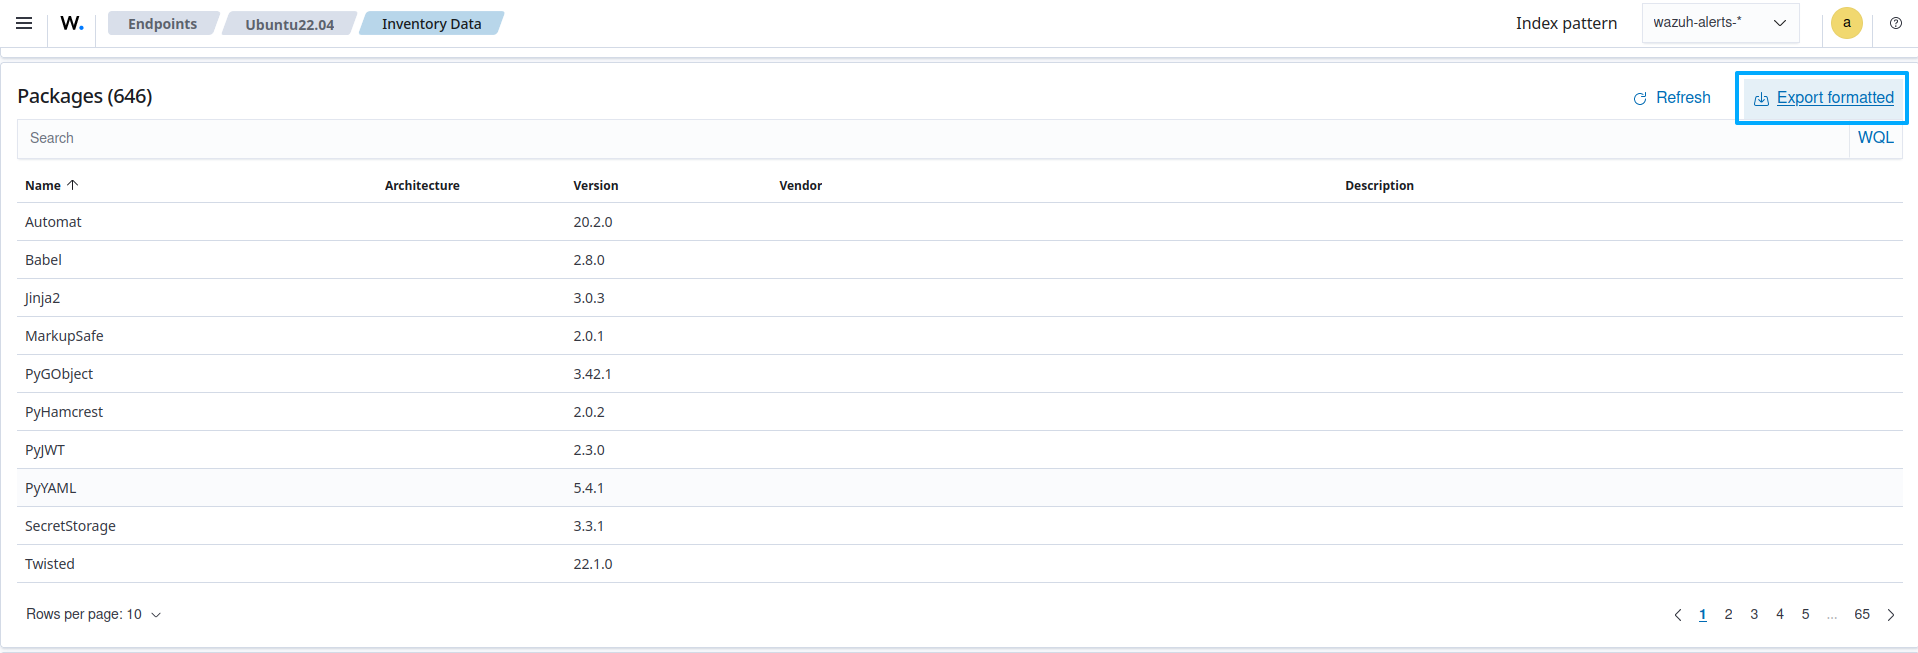 W. Endpoints Ubuntu22.04 Inventory Data Index pattern wazuh-alerts-* a
Packages (646) Refresh Export formatted
Search WQL
Name Architecture Version Vendor Description
Automat 20.2.0
Babel 2.8.0
Jinja2 3.0.3
MarkupSafe 2.0.1
PyGObject 3.42.1
PyHamcrest 2.0.2
PyJWT 2.3.0
PyYAML 5.4.1
SecretStorage 3.3.1
Twisted 22.1.0
Rows per page: 10 1 2 3 4 5 ... 65